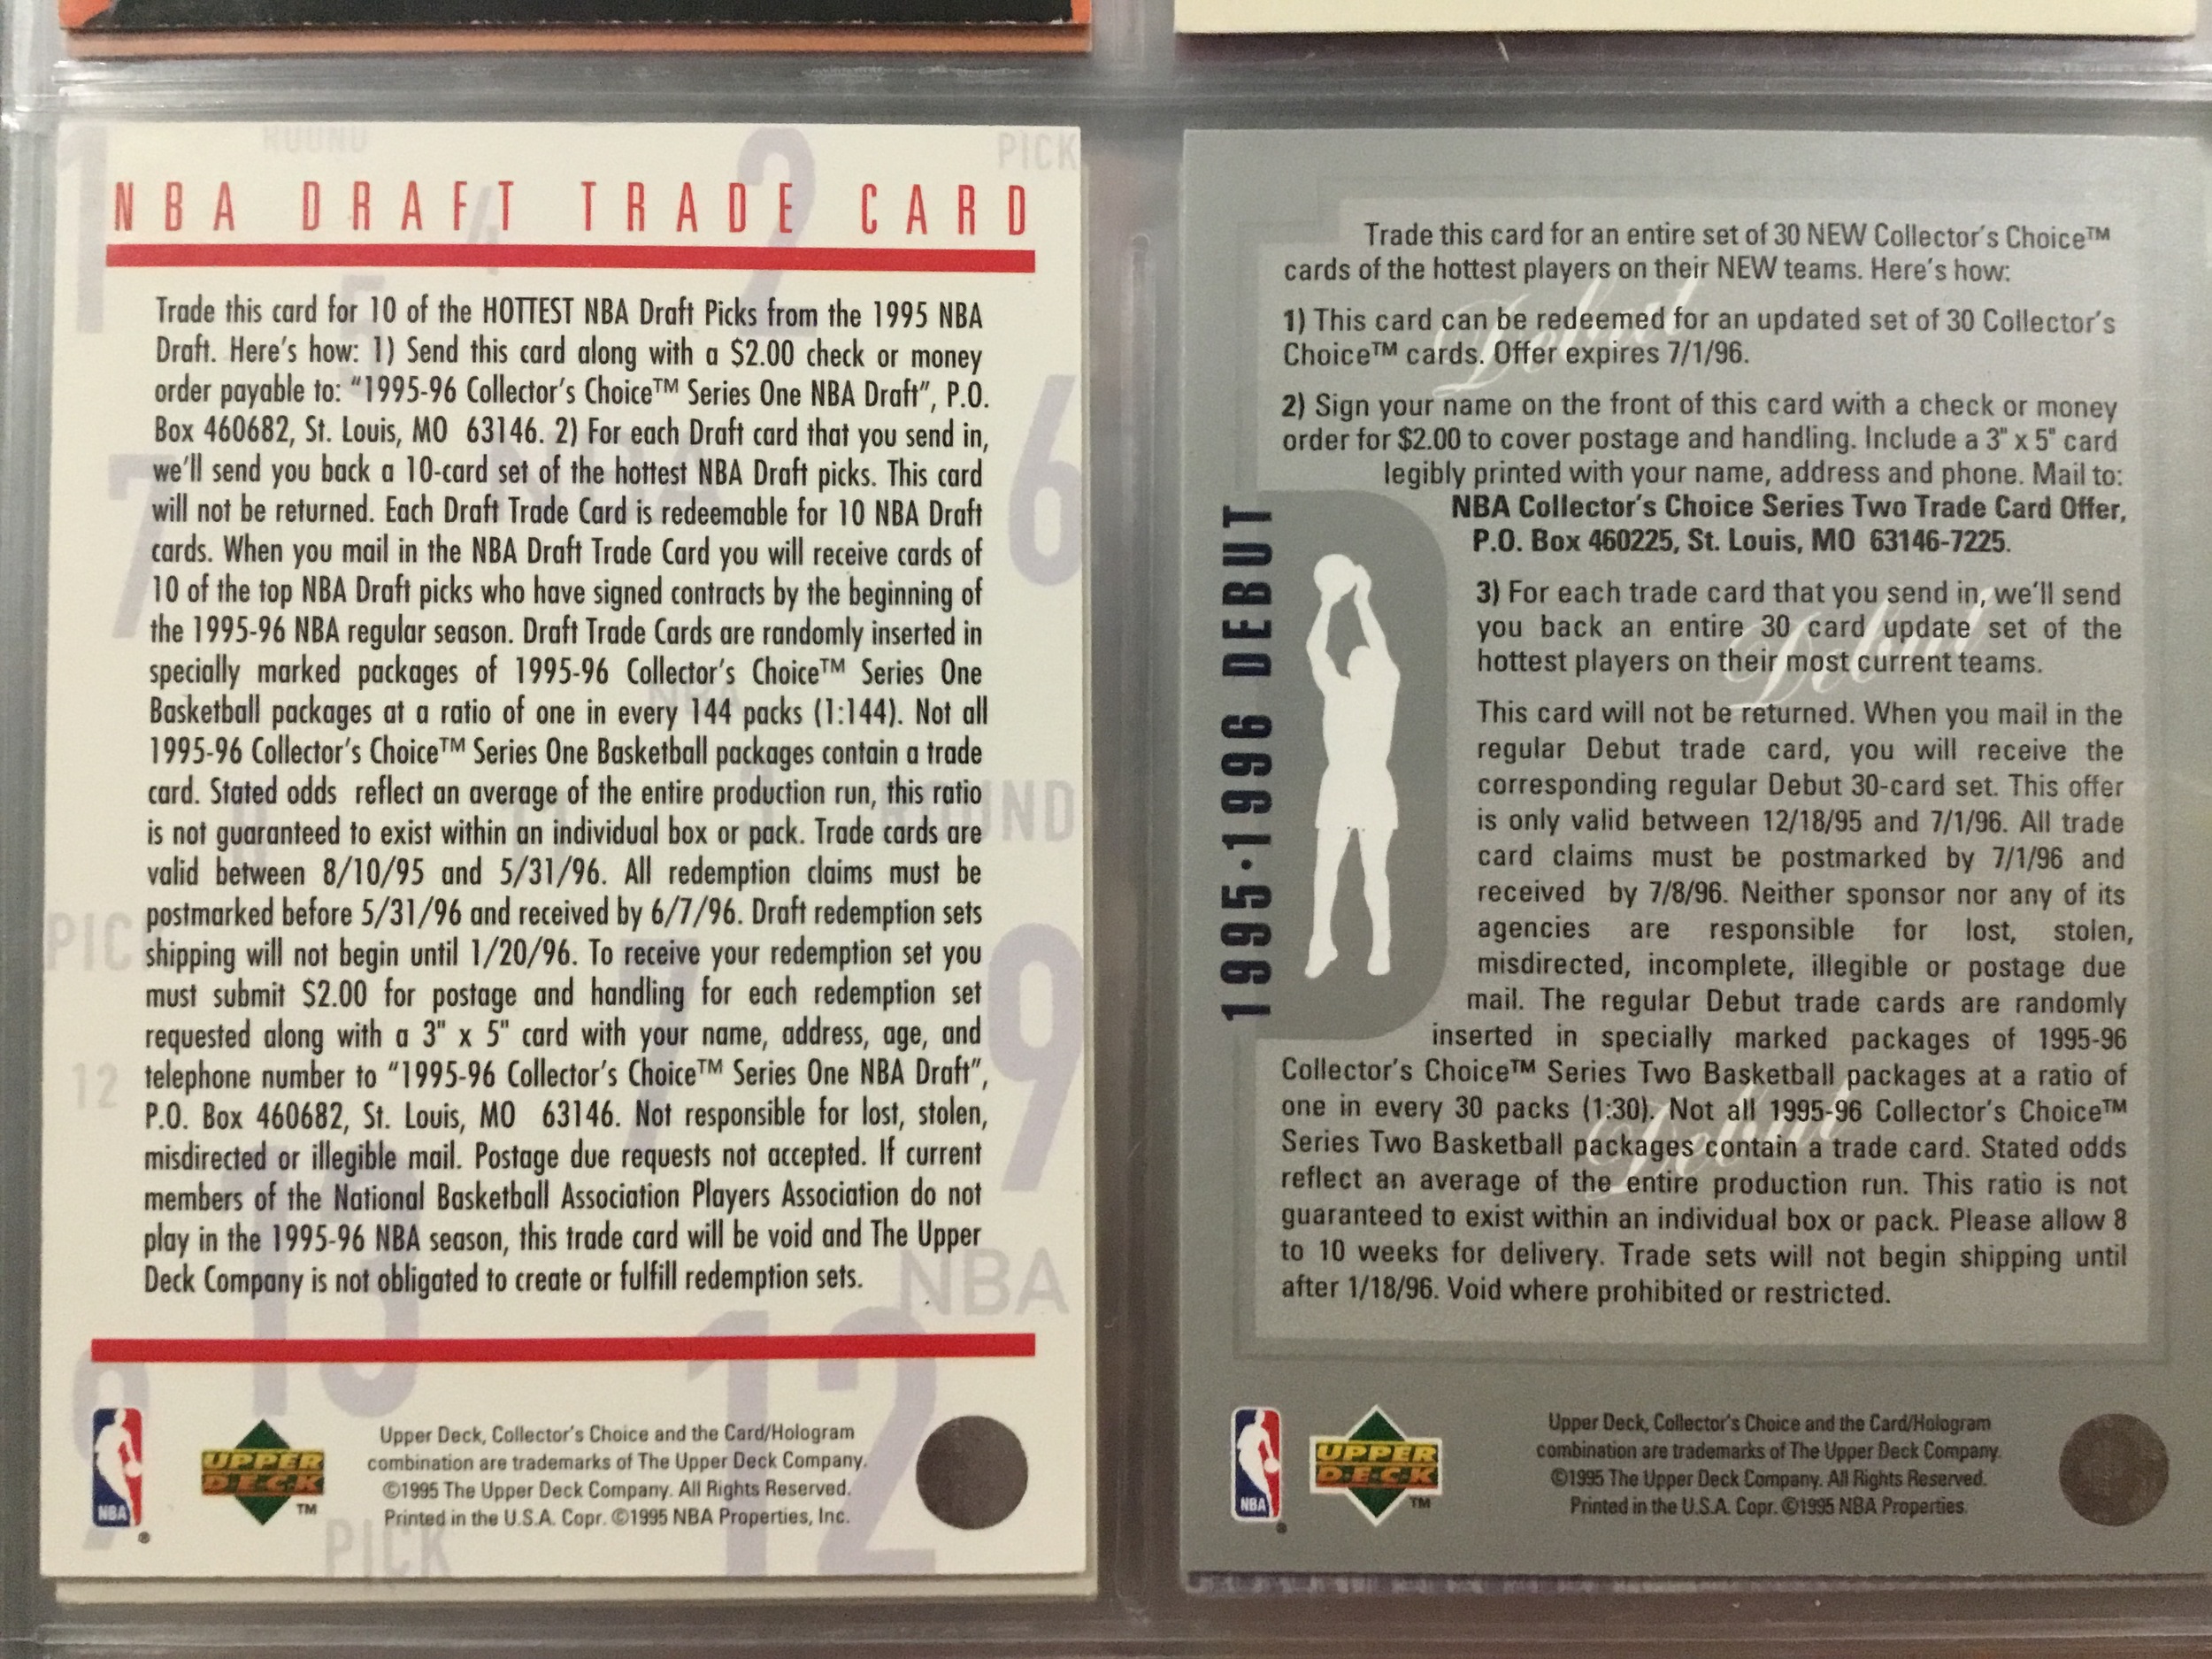 NBA DRAFT TRADE CARD
Trade this card for 10 of the HOTTEST NBA Draft Picks from the 1995 NBA
Draft. Here's how: 1) Send this card along with a $2.00 check or money
order payable to: “1995-96 Collector's Choice™ Series One NBA Draft”, P.O.
Box 460682, St. Louis, MO 63146. 2) For each Draft card that you send in,
we'll send you back a 10-card set of the hottest NBA Draft picks. This card
will not be returned. Each Draft Trade Card is redeemable for 10 NBA Draft
cards. When you mail in the NBA Draft Trade Card you will receive cards of
10 of the top NBA Draft picks who have signed contracts by the beginning of
the 1995-96 NBA regular season. Draft Trade Cards are randomly inserted in
specially marked packages of 1995-96 Collector's Choice™ Series One
Basketball packages at a ratio of one in every 144 packs (1:144). Not all
1995-96 Collector's Choice™ Series One Basketball packages contain a trade
card. Stated odds reflect an average of the entire production run, this ratio
is not guaranteed to exist within an individual box or pack. Trade cards are
valid between 8/10/95 and 5/31/96. All redemption claims must be
postmarked before 5/31/96 and received by 6/7/96. Draft redemption sets
shipping will not begin until 1/20/96. To receive your redemption set you
must submit $2.00 for postage and handling for each redemption set
requested along with a 3" x 5" card with your name, address, age, and
telephone number to “1995-96 Collector's Choice™ Series One NBA Draft”,
P.O. Box 460682, St. Louis, MO 63146. Not responsible for lost, stolen,
misdirected or illegible mail. Postage due requests not accepted. If current
members of the National Basketball Association Players Association do not
play in the 1995-96 NBA season, this trade card will be void and The Upper
Deck Company is not obligated to create or fulfill redemption sets.
NBA
UPPER
DECK
™
Upper Deck, Collector's Choice and the Card/Hologram
combination are trademarks of The Upper Deck Company.
©1995 The Upper Deck Company. All Rights Reserved.
Printed in the U.S.A. Copr. ©1995 NBA Properties, Inc.
ROUND
PICK
1
2
4
5
6
7
ROUND
PICK
9
12
NBA
12
PICK
Trade this card for an entire set of 30 NEW Collector's Choice™
cards of the hottest players on their NEW teams. Here's how:
1) This card can be redeemed for an updated set of 30 Collector's
Choice™ cards. Offer expires 7/1/96.
2) Sign your name on the front of this card with a check or money
order for $2.00 to cover postage and handling. Include a 3" x 5" card
legibly printed with your name, address and phone. Mail to:
NBA Collector's Choice Series Two Trade Card Offer,
P.O. Box 460225, St. Louis, MO 63146-7225.
3) For each trade card that you send in, we'll send
you back an entire 30 card update set of the
hottest players on their most current teams.
This card will not be returned. When you mail in the
regular Debut trade card, you will receive the
corresponding regular Debut 30-card set. This offer
is only valid between 12/18/95 and 7/1/96. All trade
card claims must be postmarked by 7/1/96 and
received by 7/8/96. Neither sponsor nor any of its
agencies are responsible for lost, stolen,
misdirected, incomplete, illegible or postage due
mail. The regular Debut trade cards are randomly
inserted in specially marked packages of 1995-96
Collector's Choice™ Series Two Basketball packages at a ratio of
one in every 30 packs (1:30). Not all 1995-96 Collector's Choice™
Series Two Basketball packages contain a trade card. Stated odds
reflect an average of the entire production run. This ratio is not
guaranteed to exist within an individual box or pack. Please allow 8
to 10 weeks for delivery. Trade sets will not begin shipping until
after 1/18/96. Void where prohibited or restricted.
1995·1996 DEBUT
Debut
Debut
Debut
NBA
UPPER
DECK
™
Upper Deck, Collector's Choice and the Card/Hologram
combination are trademarks of The Upper Deck Company.
©1995 The Upper Deck Company. All Rights Reserved.
Printed in the U.S.A. Copr. ©1995 NBA Properties.